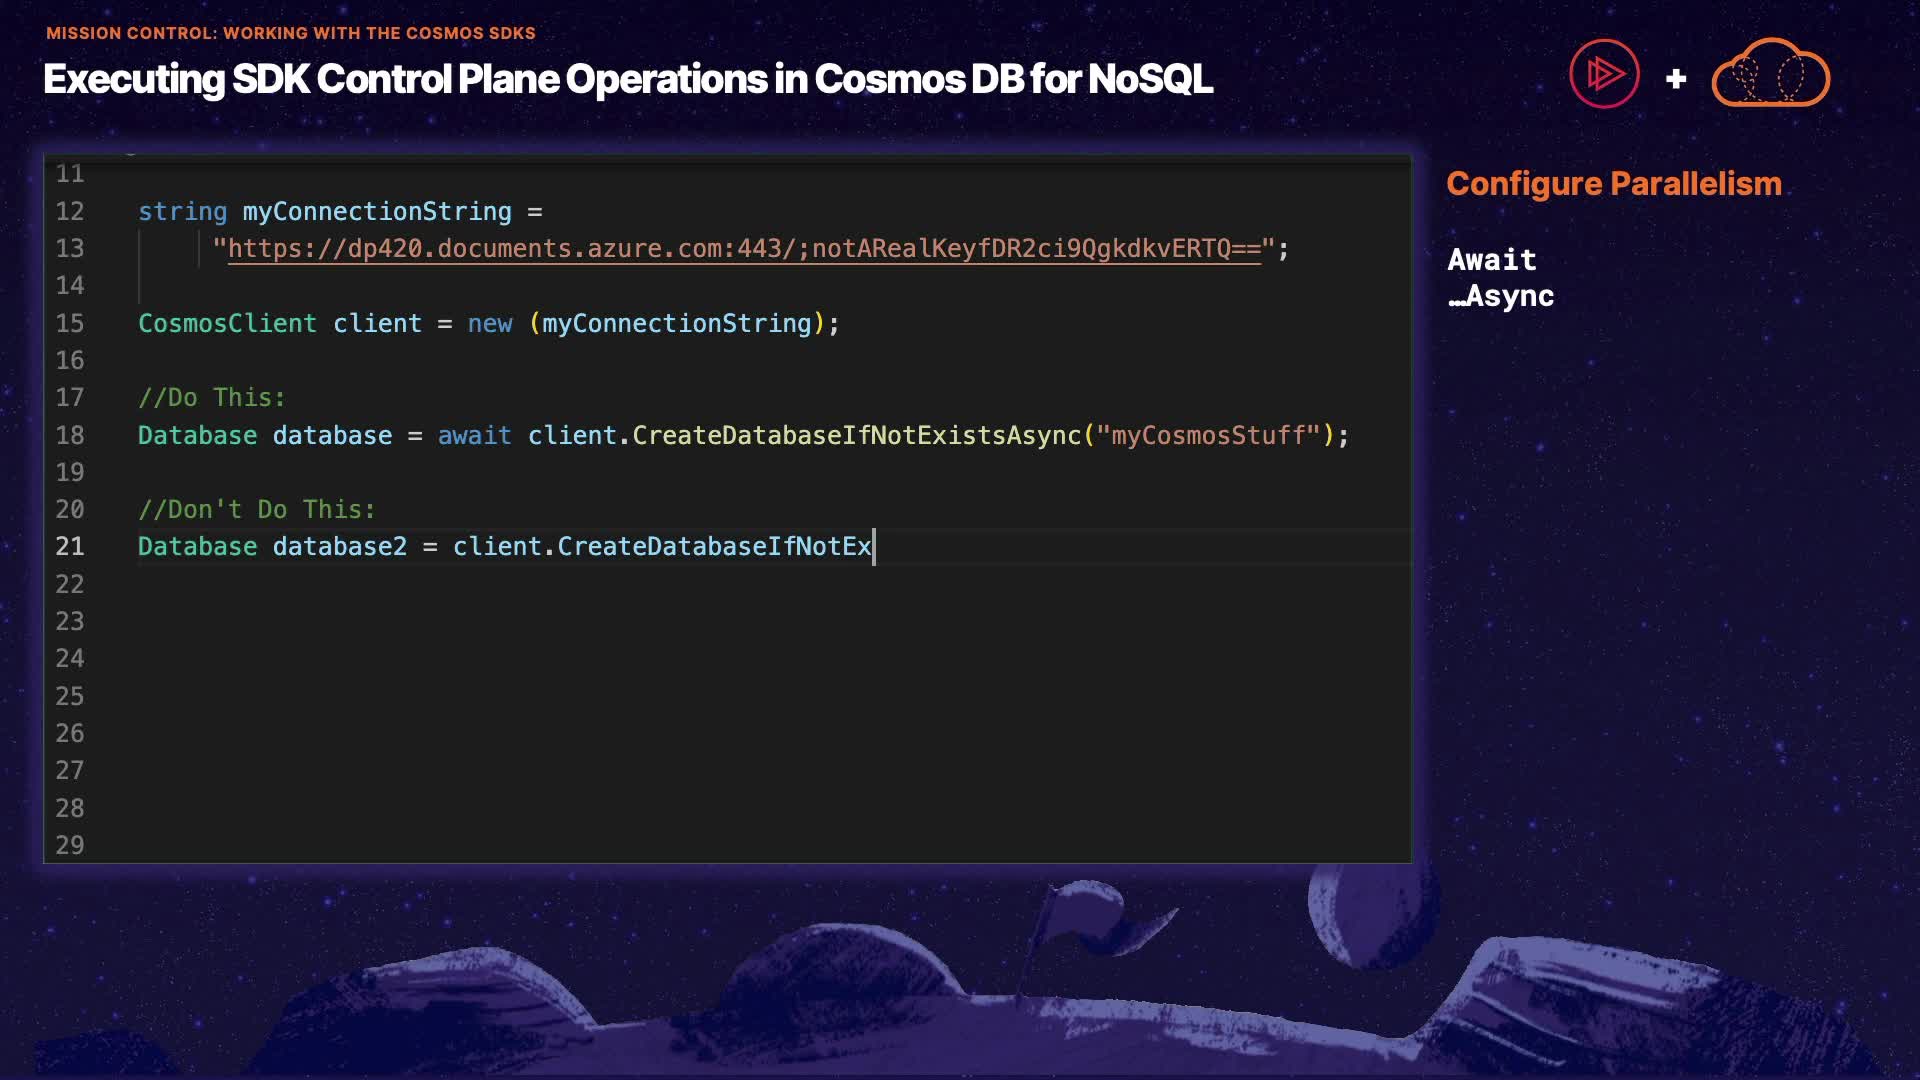 MISSION CONTROL: WORKING WITH THE COSMOS SDKS
Executing SDK Control Plane Operations in Cosmos DB for NoSQL
+
11
12 string myConnectionString =
13 "https://dp420.documents.azure.com:443/;notARealKeyfDR2ci9QgkdkvERTQ==";
14
15 CosmosClient client = new (myConnectionString);
16
17 //Do This:
18 Database database = await client.CreateDatabaseIfNotExistsAsync("myCosmosStuff");
19
20 //Don't Do This:
21 Database database2 = client.CreateDatabaseIfNotEx
22
23
24
25
26
27
28
29
Configure Parallelism
Await
…Async